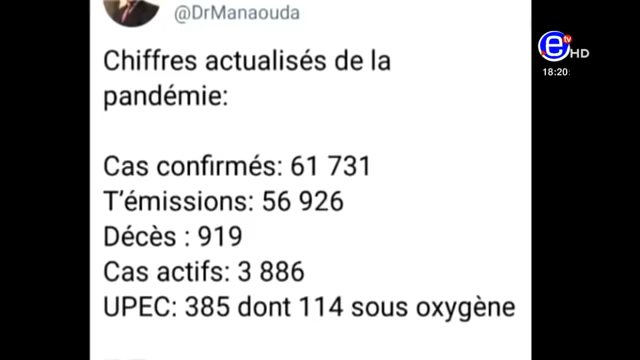 @DrManaouda
Chiffres actualisés de la
pandémie:
Cas confirmés: 61 731
T’émissions: 56 926
Décès : 919
Cas actifs: 3 886
UPEC: 385 dont 114 sous oxygène
e tv HD
18:20